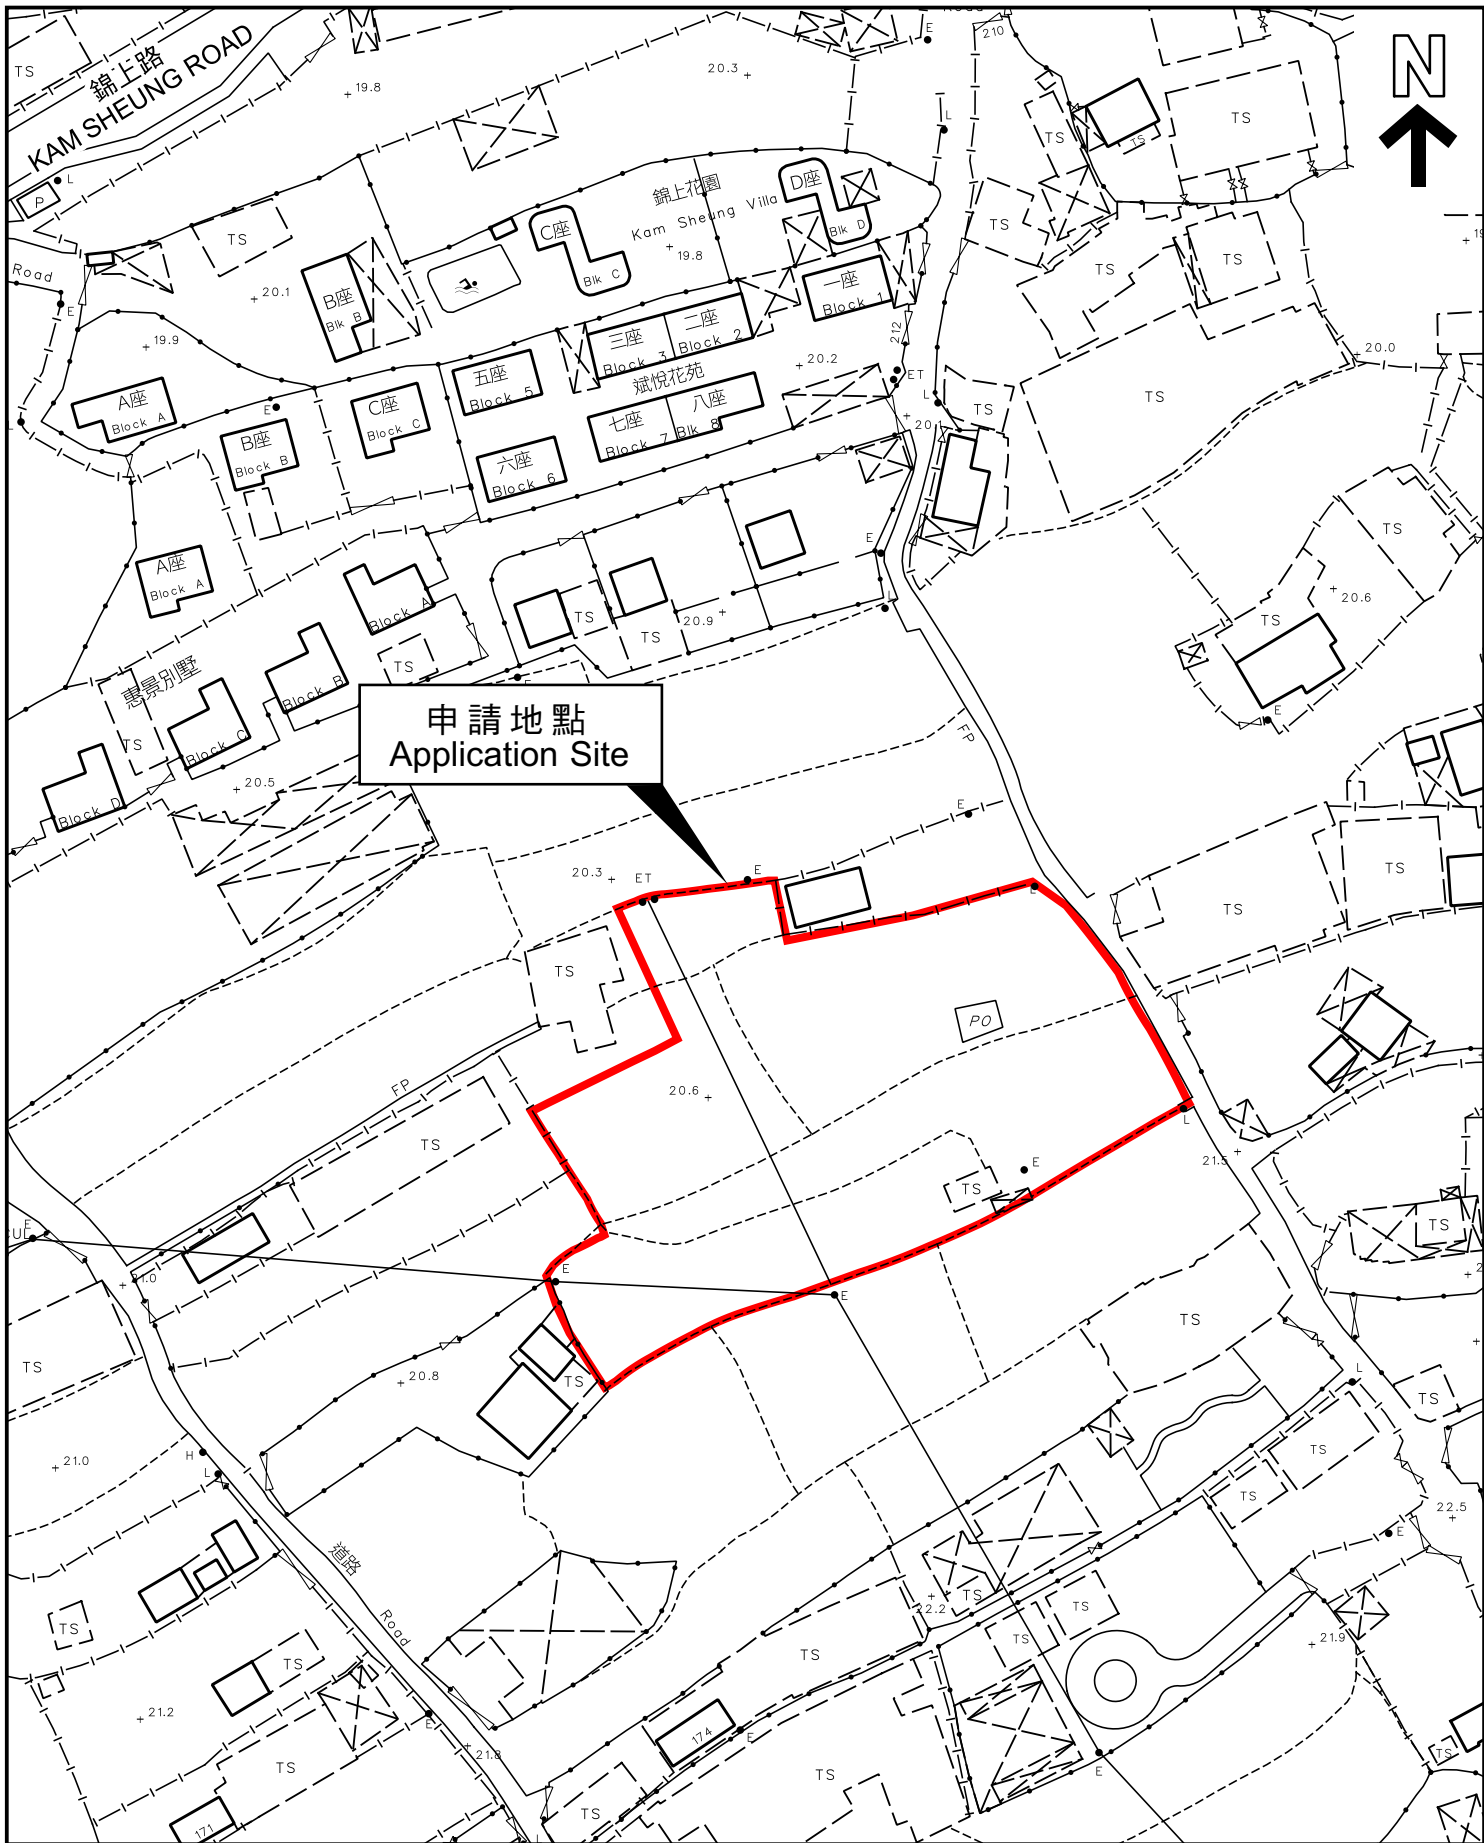 錦上路
KAM SHEUNG ROAD
N
TS
19.8
20.3
E
210
L
TS
TS
TS
P
L
TS
Road
E
20.1
19.9
B座
Blk B
C座
Blk C
錦上花園
Kam Sheung Villa
19.8
D座
Blk D
一座
Block 1
二座
Block 2
三座
Block 3
斌悅花苑
212
TS
TS
TS
20.2
ET
L
20.0
TS
TS
A座
Block A
E
B座
Block B
C座
Block C
五座
Block 5
六座
Block 6
七座
Block 7
八座
Blk 8
20
TS
20.6
TS
E
A座
Block A
Block A
Block B
Block C
Block D
惠景別墅
TS
TS
TS
TS
20.9
E
L
20.5
申請地點
Application Site
FP
E
20.3
ET
E
E
TS
TS
TS
PO
FP
TS
20.6
E
TS
L
21.5
TS
E
21.0
E
E
TS
TS
TS
20.8
TS
L
TS
21.0
H
L
TS
TS
22.5
E
道路
Road
TS
TS
22.2
TS
TS
TS
TS
21.9
21.2
E
21.8
174
E
TS
TS
TS
E
TS
171
L